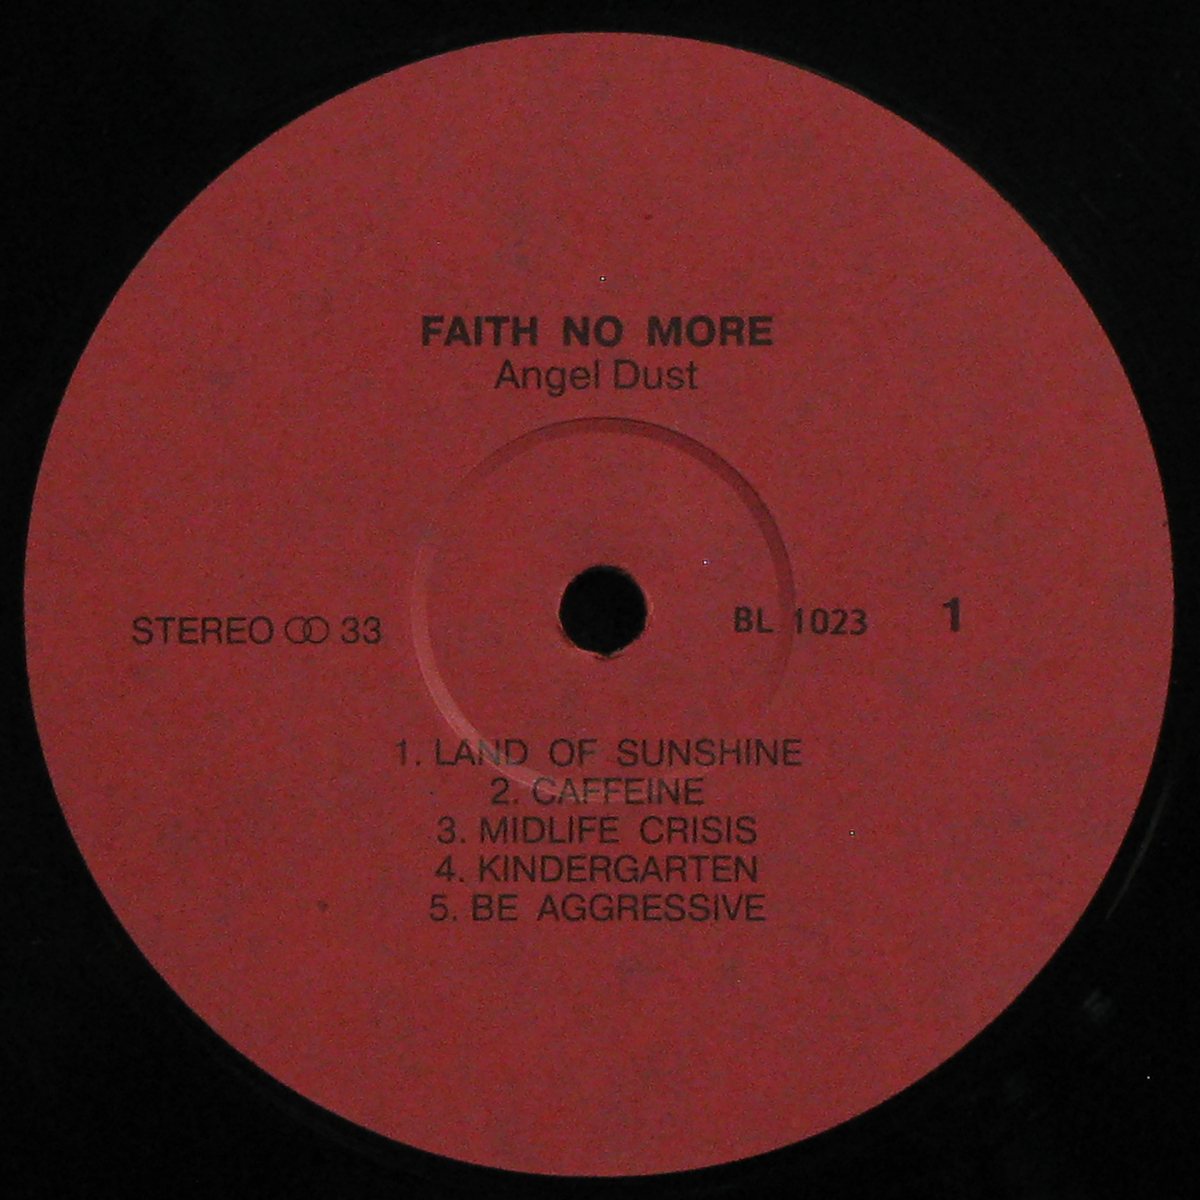 FAITH NO MORE
Angel Dust
STEREO ꝏ 33
BL 1023
1
1. LAND OF SUNSHINE
2. CAFFEINE
3. MIDLIFE CRISIS
4. KINDERGARTEN
5. BE AGGRESSIVE